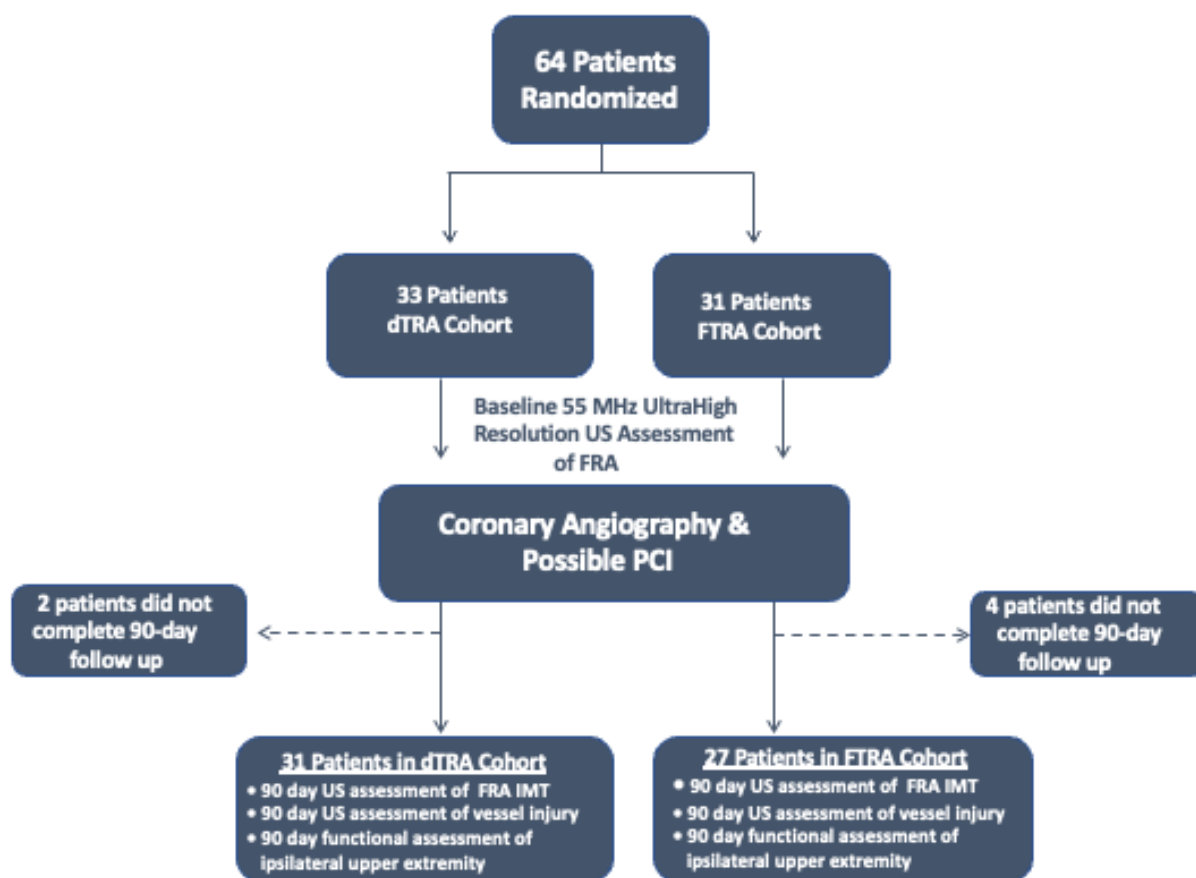 64 Patients
Randomized
33 Patients
dTRA Cohort
31 Patients
FTRA Cohort
Baseline 55 MHz UltraHigh
Resolution US Assessment
of FRA
Coronary Angiography &
Possible PCI
2 patients did not
complete 90-day
follow up
4 patients did not
complete 90-day
follow up
31 Patients in dTRA Cohort
• 90 day US assessment of FRA IMT
• 90 day US assessment of vessel injury
• 90 day functional assessment of
ipsilateral upper extremity
27 Patients in FTRA Cohort
• 90 day US assessment of FRA IMT
• 90 day US assessment of vessel injury
• 90 day functional assessment of
ipsilateral upper extremity